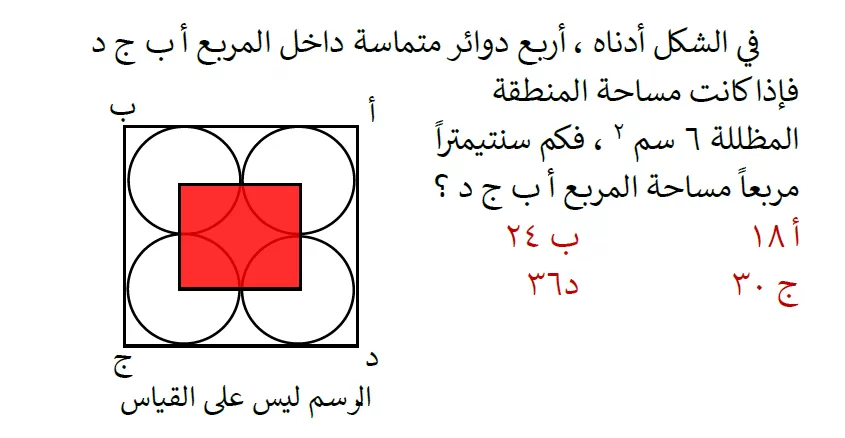 في الشكل أدناه ، أربع دوائر متماسة داخل المربع أ ب ج د
فإذا كانت مساحة المنطقة
المظللة ٦ سم ٢ ، فكم سنتيمتراً
مربعاً مساحة المربع أ ب ج د ؟
أ ١٨ ب ٢٤
ج ٣٠ د٣٦
أ ب
د ج
الرسم ليس على القياس